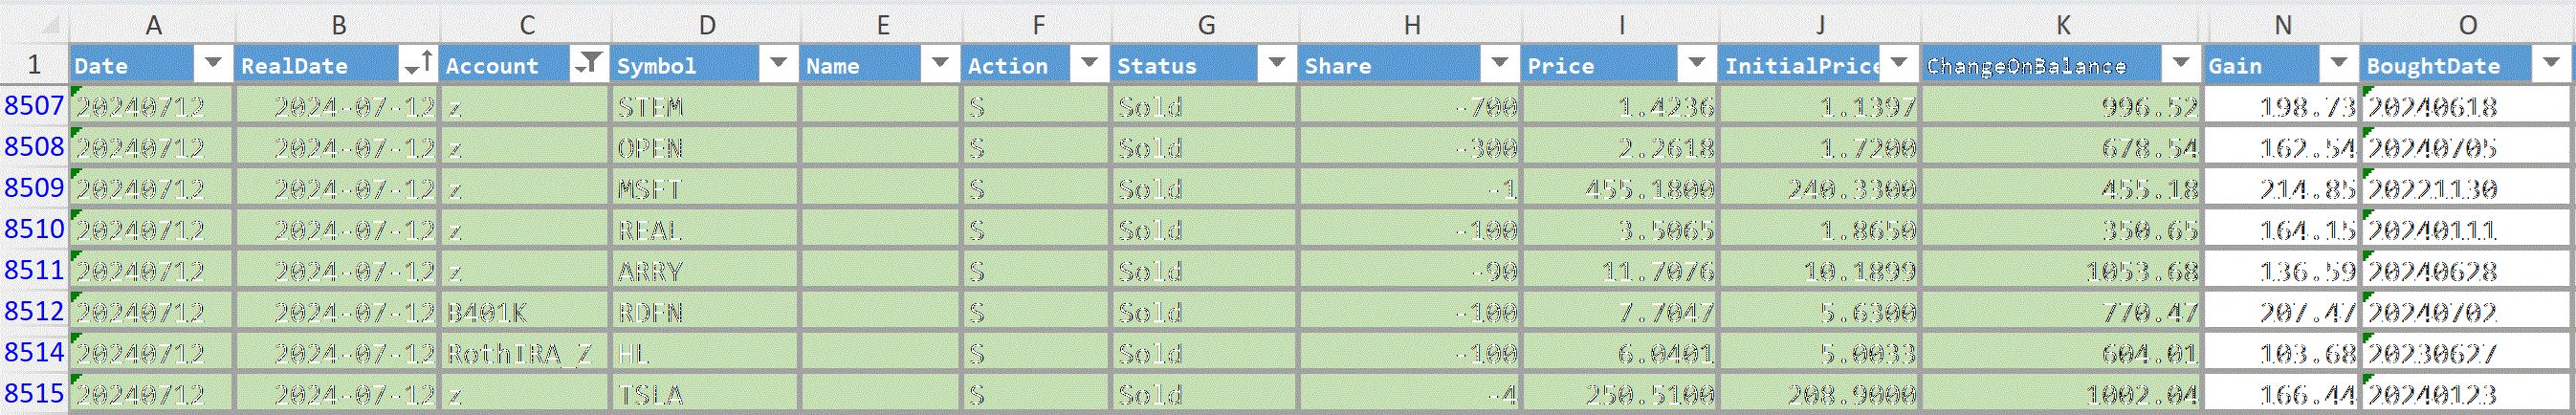 A B C D E F G H I J K N O
1 Date RealDate Account Symbol Name Action Status Share Price InitialPrice ChangeOnBalance Gain BoughtDate
8507 20240712 2024-07-12 z STEM S Sold -700 1.4236 1.1397 996.52 198.73 20240618
8508 20240712 2024-07-12 z OPEN S Sold -300 2.2618 1.7200 678.54 162.54 20240705
8509 20240712 2024-07-12 z MSFT S Sold -1 455.1800 240.3300 455.18 214.85 20221130
8510 20240712 2024-07-12 z REAL S Sold -100 3.5065 1.8650 350.65 164.15 20240111
8511 20240712 2024-07-12 z ARRY S Sold -90 11.7076 10.1899 1053.68 136.59 20240628
8512 20240712 2024-07-12 B401K RDFN S Sold -100 7.7047 5.6300 770.47 207.47 20240702
8514 20240712 2024-07-12 RothIRA_Z HL S Sold -100 6.0401 5.0033 604.01 103.68 20230627
8515 20240712 2024-07-12 z TSLA S Sold -4 250.5100 208.9000 1002.04 166.44 20240123